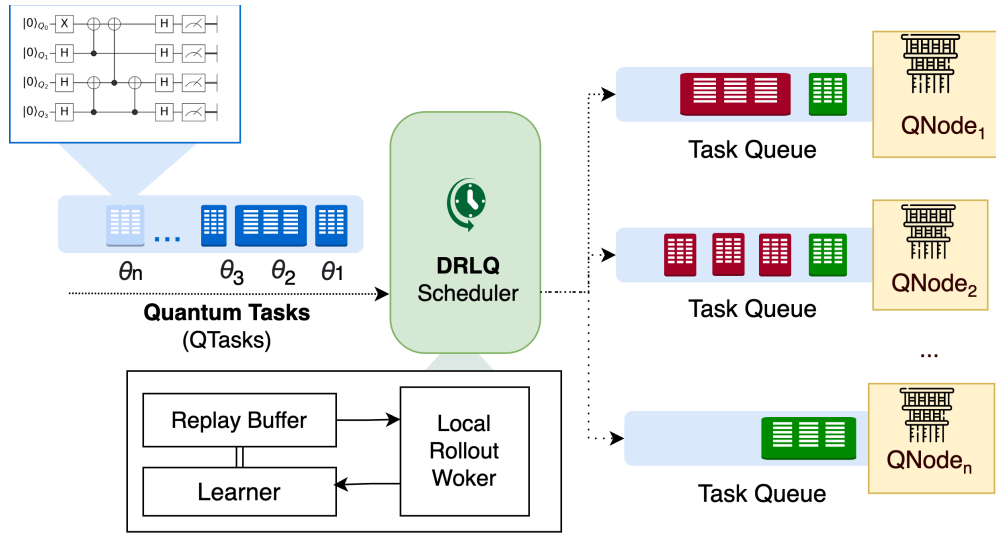 |0⟩Q₀ X H
|0⟩Q₁ H H
|0⟩Q₂ H H
|0⟩Q₃ H H
...
θn θ3 θ2 θ1
Quantum Tasks
(QTasks)
DRLQ
Scheduler
Replay Buffer
Learner
Local
Rollout
Woker
Task Queue
QNode₁
Task Queue
QNode₂
...
Task Queue
QNodeₙ